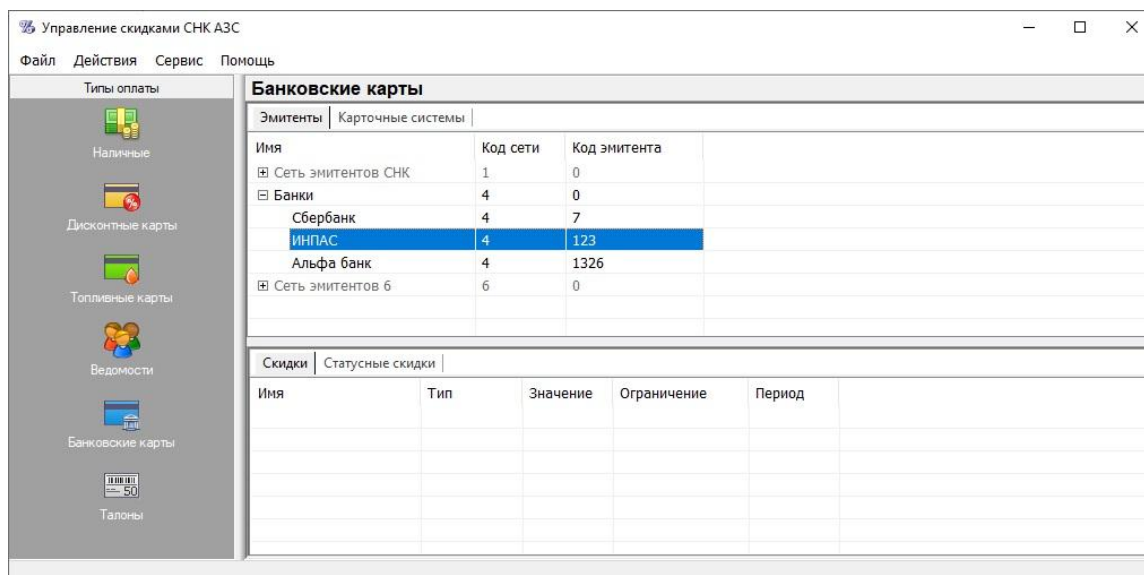 Управление скидками СНК АЗС
Файл Действия Сервис Помощь
Типы оплаты
Наличные
Дисконтные карты
Топливные карты
Ведомости
Банковские карты
50
Талоны
Банковские карты
Эмитенты Карточные системы
Имя Код сети Код эмитента
Сеть эмитентов СНК 1 0
Банки 4 0
Сбербанк 4 7
ИНПАС 4 123
Альфа банк 4 1326
Сеть эмитентов 6 6 0
Скидки Статусные скидки
Имя Тип Значение Ограничение Период